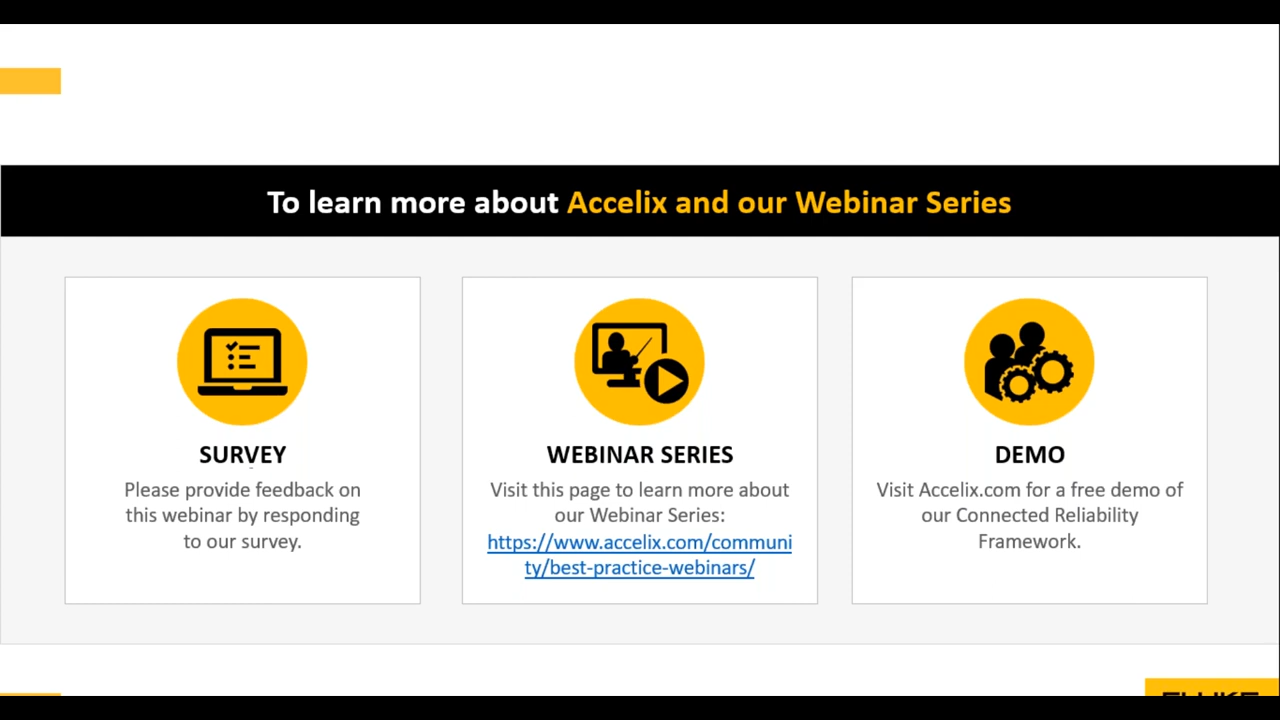 To learn more about Accelix and our Webinar Series
SURVEY
Please provide feedback on
this webinar by responding
to our survey.
WEBINAR SERIES
Visit this page to learn more about
our Webinar Series:
https://www.accelix.com/communi
ty/best-practice-webinars/
DEMO
Visit Accelix.com for a free demo of
our Connected Reliability
Framework.